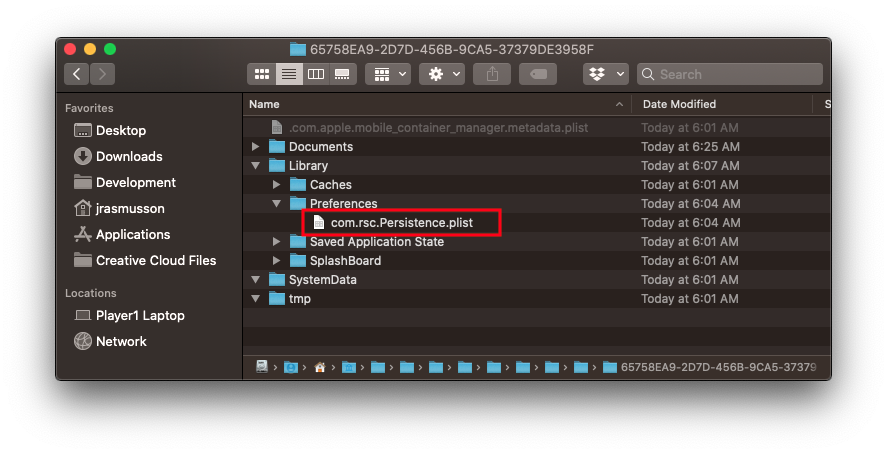 65758EA9-2D7D-456B-9CA5-37379DE3958F
Search
Favorites
Desktop
Downloads
Development
jrasmusson
Applications
Creative Cloud Files
Locations
Player1 Laptop
Network
Name Date Modified S
.com.apple.mobile_container_manager.metadata.plist Today at 6:01 AM
Documents Today at 6:25 AM
Library Today at 6:07 AM
Caches Today at 6:01 AM
Preferences Today at 6:04 AM
com.rsc.Persistence.plist Today at 6:04 AM
Saved Application State Today at 6:01 AM
SplashBoard Today at 6:01 AM
SystemData Today at 6:01 AM
tmp Today at 6:01 AM
65758EA9-2D7D-456B-9CA5-37379